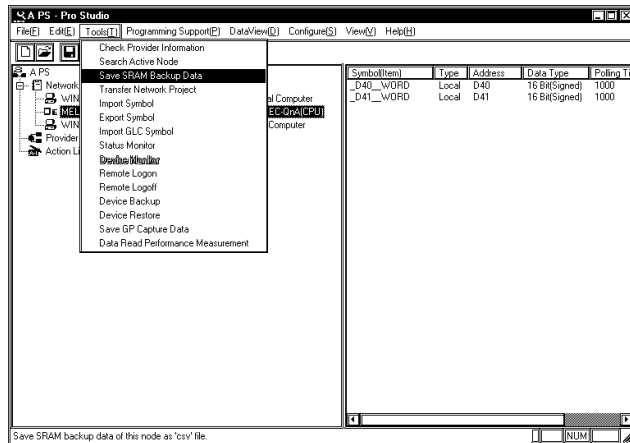 A PS - Pro Studio
File(F) Edit(E) Tools(T) Programming Support(P) DataView(D) Configure(S) View(V) Help(H)
Check Provider Information
Search Active Node
Save SRAM Backup Data
Transfer Network Project
Import Symbol
Export Symbol
Import GLC Symbol
Status Monitor
Device Monitor
Remote Logon
Remote Logoff
Device Backup
Device Restore
Save GP Capture Data
Data Read Performance Measurement
A PS
Network
WIN al Computer
MEL EC-QnA(CPU)
WIN Computer
Provider
Action Li
Symbol(Item) Type Address Data Type Polling Ti
_D40__WORD Local D40 16 Bit(Signed) 1000
_D41__WORD Local D41 16 Bit(Signed) 1000
Save SRAM backup data of this node as 'csv' file.
NUM